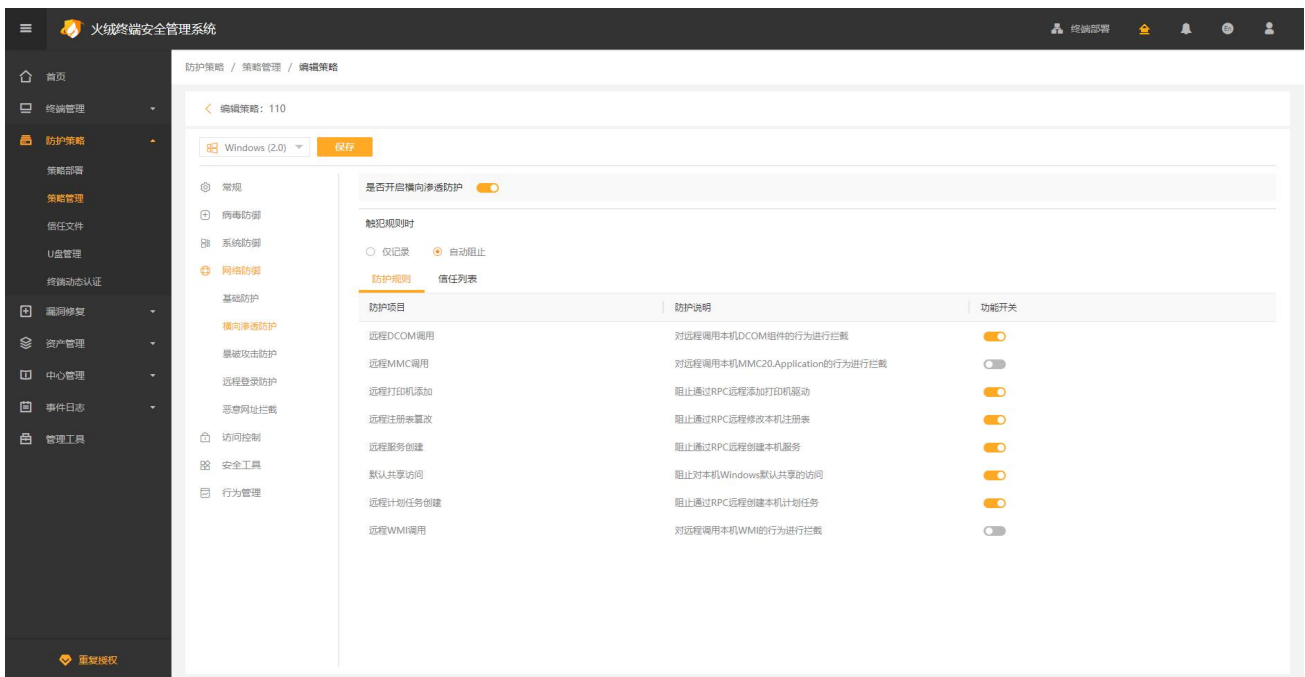 火绒终端安全管理系统
终端部署
首页
终端管理
防护策略
策略部署
策略管理
信任文件
U盘管理
终端动态认证
漏洞修复
资产管理
中心管理
事件日志
管理工具
重复授权
防护策略 / 策略管理 / 编辑策略
编辑策略：110
Windows (2.0) 保存
常规
病毒防御
系统防御
网络防御
基础防护
横向渗透防护
暴破攻击防护
远程登录防护
恶意网址拦截
访问控制
安全工具
行为管理
是否开启横向渗透防护
触犯规则时
仅记录 自动阻止
防护规则 信任列表
防护项目 防护说明 功能开关
远程DCOM调用 对远程调用本机DCOM组件的行为进行拦截
远程MMC调用 对远程调用本机MMC20.Application的行为进行拦截
远程打印机添加 阻止通过RPC远程添加打印机驱动
远程注册表篡改 阻止通过RPC远程修改本机注册表
远程服务创建 阻止通过RPC远程创建本机服务
默认共享访问 阻止对本机Windows默认共享的访问
远程计划任务创建 阻止通过RPC远程创建本机计划任务
远程WMI调用 对远程调用本机WMI的行为进行拦截